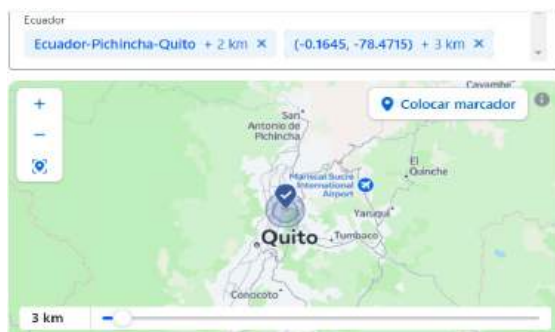 Ecuador
Ecuador-Pichincha-Quito + 2 km ×
(-0.1645, -78.4715) + 3 km ×
Cayambe
+
Colocar marcador
−
San
Antonio de
Pichincha
El
Quinche
Mariscal Sucre
International
Airport
Yaruqui
Quito
Tumbaco
Conocoto
3 km